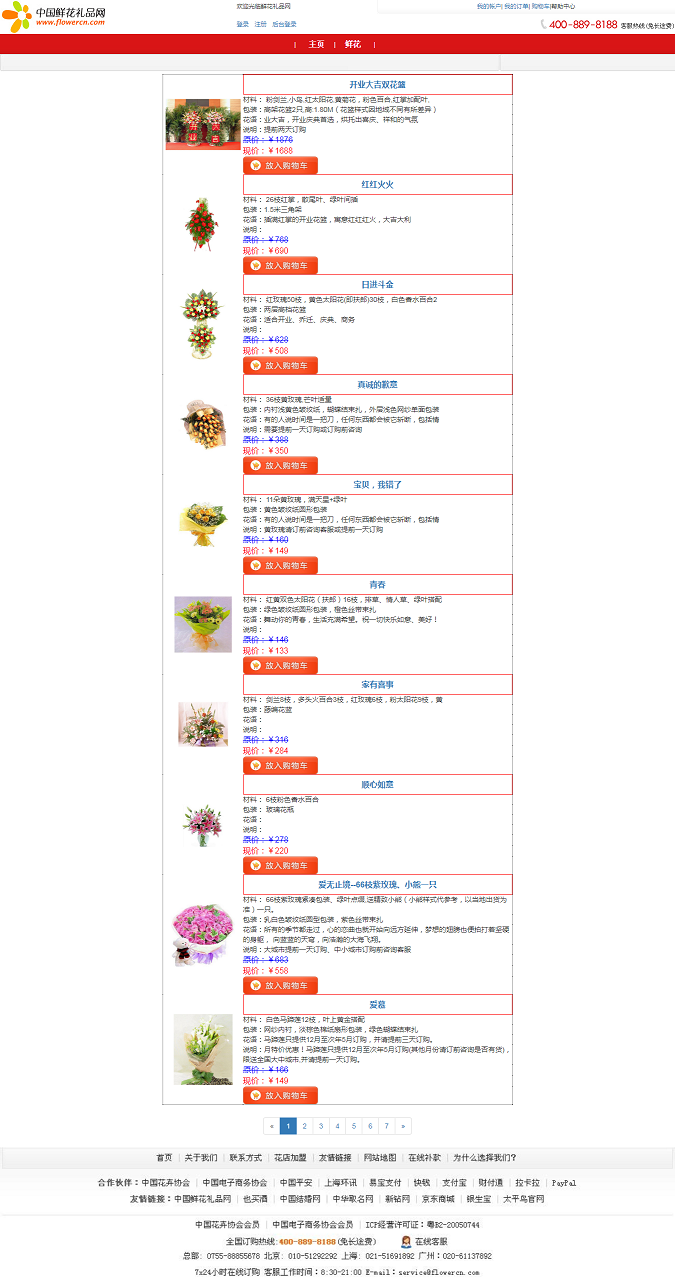 中国鲜花礼品网
www.flowercn.com
欢迎光临鲜花礼品网
登录 注册 后台登录
我的帐户| 我的订单| 购物车|帮助中心
400-889-8188 客服热线(免长途费)
| 主页 | 鲜花 |
开业大吉双花篮
材料： 粉剑兰,小鸟,红太阳花,黄菊花，粉色百合,红掌加配叶.
包装：高架花篮2只,高:1.80M（花篮样式因地域不同有所差异）
花语：业大吉，开业庆典首选，烘托出喜庆、祥和的气氛
说明：提前两天订购
原价：￥1876
现价：￥1688
放入购物车
红红火火
材料： 26枝红掌，散尾叶、绿叶间插
包装：1.5米三角架
花语：插满红掌的开业花篮，寓意红红红火，大吉大利
说明：
原价：￥768
现价：￥690
放入购物车
日进斗金
材料： 红玫瑰50枝，黄色太阳花(即扶郎)30枝，白色香水百合2
包装：两层高档花篮
花语：适合开业、乔迁、庆典、商务
说明：
原价：￥628
现价：￥508
放入购物车
真诚的歉意
材料： 36枝黄玫瑰,芒叶适量
包装：内衬浅黄色皱纹纸，蝴蝶结束扎，外层浅色网纱单面包装
花语：有的人说时间是一把刀，任何东西都会被它斩断，包括情
说明：需要提前一天订购或订购前咨询
原价：￥388
现价：￥350
放入购物车
宝贝，我错了
材料： 11朵黄玫瑰，满天星+绿叶
包装：黄色皱纹纸圆形包装
花语：有的人说时间是一把刀，任何东西都会被它斩断，包括情
说明：黄玫瑰请订前咨询客服或提前一天订购
原价：￥160
现价：￥149
放入购物车
青春
材料： 红黄双色太阳花（扶郎）16枝，排草、情人草、绿叶搭配
包装：绿色皱纹纸圆形包装，橙色丝带束扎
花语：舞动你的青春，生活充满希望。祝一切快乐如意、美好！
说明：
原价：￥146
现价：￥133
放入购物车
家有喜事
材料： 剑兰8枝，多头火百合3枝，红玫瑰6枝，粉太阳花9枝，黄
包装：藤编花篮
花语：
说明：
原价：￥316
现价：￥284
放入购物车
顺心如意
材料： 6枝粉色香水百合
包装： 玻璃花瓶
花语：
说明：
原价：￥278
现价：￥220
放入购物车
爱无止境--66枝紫玫瑰、小熊一只
材料： 66枝紫玫瑰紧凑包装、绿叶点缀,送精致小熊（小熊样式代参考，以当地出货为
准）一只。
包装：乳白色皱纹纸圆型包装，紫色丝带束扎
花语：所有的季节都走过，心的恋曲也就开始向远方延伸，梦想的翅膀也便拍打着坚硬
的身躯， 向蓝蓝的天穹，向浩瀚的大海飞翔。
说明：大城市提前一天订购、中小城市订购前咨询客服
原价：￥683
现价：￥558
放入购物车
爱慕
材料： 白色马蹄莲12枝，叶上黄金搭配
包装：网纱内衬，淡棕色棉纸扇形包装，绿色蝴蝶结束扎
花语：马蹄莲只提供12月至次年5月订购，并请提前三天订购。
说明：月特价优惠！马蹄莲只提供12月至次年5月订购(其他月份请订前咨询是否有货)，
限送全国大中城市,并请提前一天订购。
原价：￥166
现价：￥149
放入购物车
« 1 2 3 4 5 6 7 »
首页 | 关于我们 | 联系方式 | 花店加盟 | 友情链接 | 网站地图 | 在线补款 | 为什么选择我们?
合作伙伴：中国花卉协会 | 中国电子商务协会 | 中国平安 | 上海环讯 | 易宝支付 | 快钱 | 支付宝 | 财付通 | 拉卡拉 | PayPal
友情链接：中国鲜花礼品网 | 也买酒 | 中国结婚网 | 中华取名网 | 新钻网 | 京东商城 | 银生宝 | 太平鸟官网
中国花卉协会会员 | 中国电子商务协会会员 | ICP经营许可证：粤B2-20050744
全国订购热线:400-889-8188(免长途费) 在线客服
总部: 0755-88855678 北京: 010-51292292 上海: 021-51691892 广州：020-61137892
7x24小时在线订购 客服工作时间：8:30-21:00 E-mail：service@flowercn.com